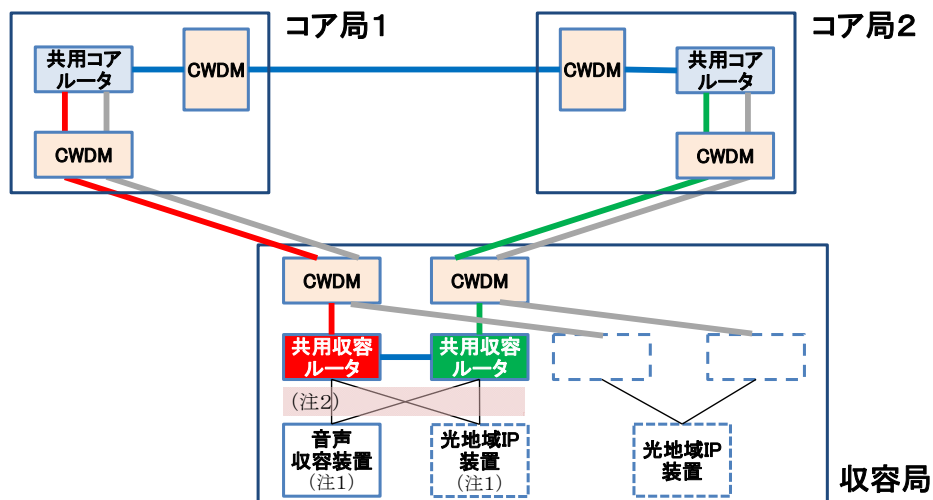 コア局1
コア局2
共用コア
ルータ
CWDM
CWDM
共用コア
ルータ
CWDM
CWDM
CWDM
CWDM
共用収容
ルータ
共用収容
ルータ
(注2)
音声
収容装置
(注1)
光地域IP
装置
(注1)
光地域IP
装置
収容局